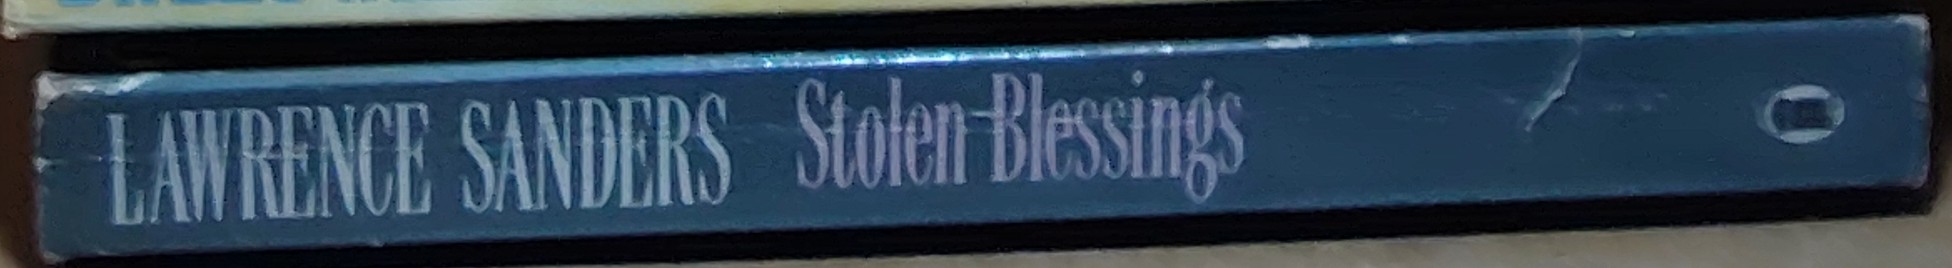 LAWRENCE SANDERS Stolen Blessings